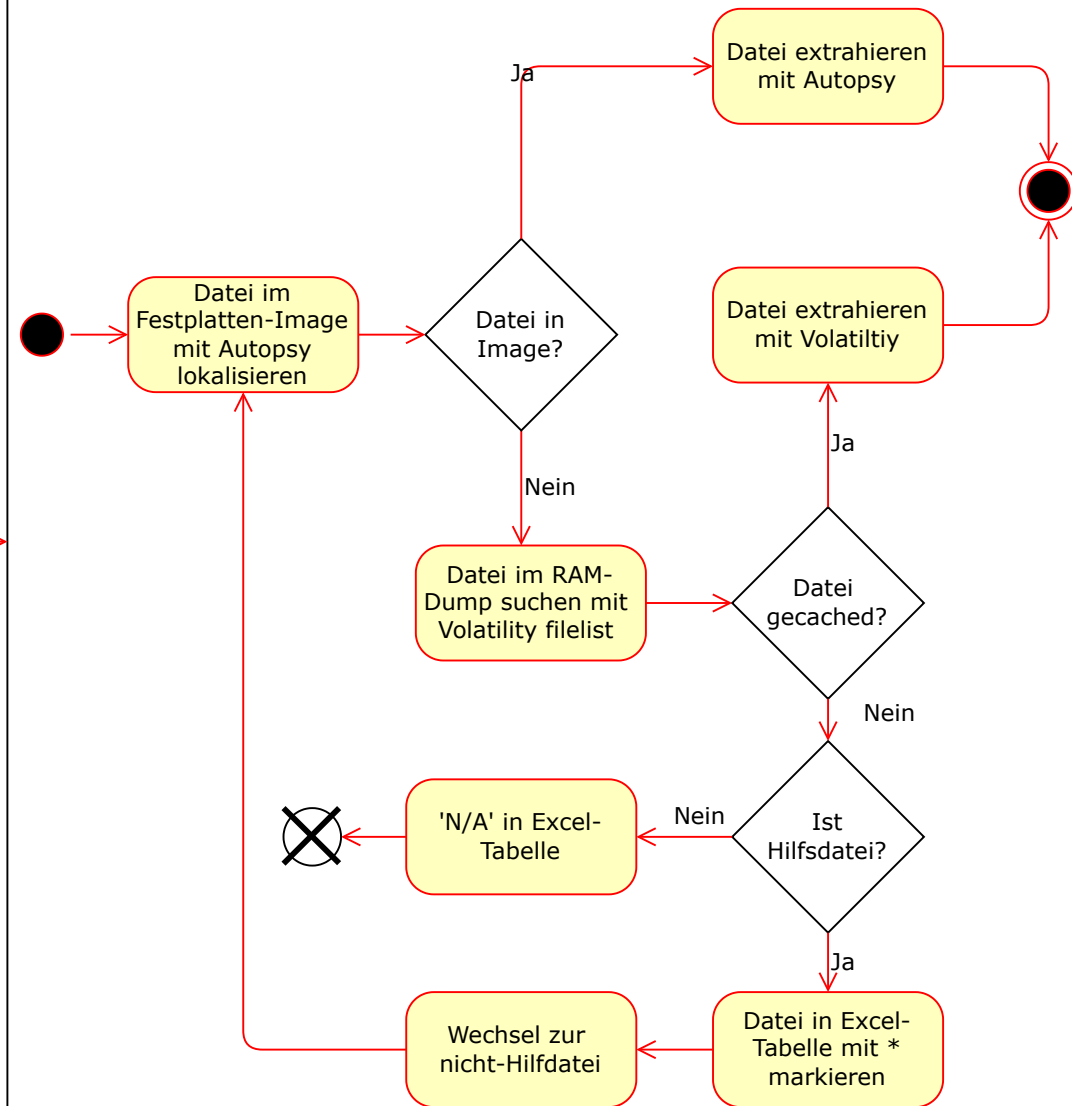 Datei extrahieren
mit Autopsy
Ja
Datei im
Festplatten-Image
mit Autopsy
lokalisieren
Datei in
Image?
Datei extrahieren
mit Volatiltiy
Ja
Nein
Datei im RAM-
Dump suchen mit
Volatility filelist
Datei
gecached?
Nein
'N/A' in Excel-
Tabelle
Nein
Ist
Hilfsdatei?
Ja
Wechsel zur
nicht-Hilfdatei
Datei in Excel-
Tabelle mit *
markieren